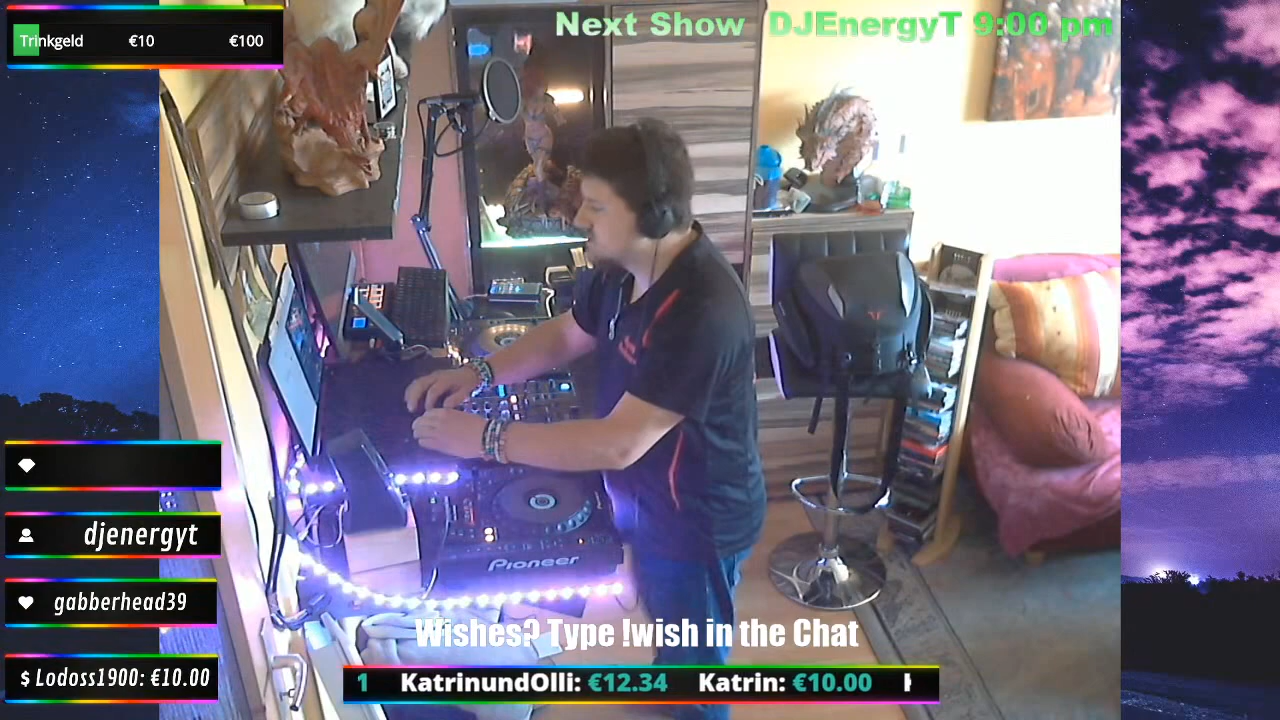 Next Show DJEnergyT 9:00 pm
Trinkgeld €10 €100
djenergyt
gabberhead39
$ Lodoss1900: €10.00
Pioneer
Wishes? Type !wish in the Chat
1 KatrinundOlli: €12.34 Katrin: €10.00